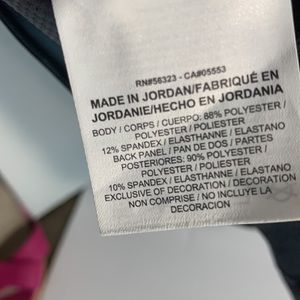 RN#56323 - CA#05553
MADE IN JORDAN/FABRIQUÉ EN
JORDANIE/HECHO EN JORDANIA
BODY / CORPS / CUERPO: 88% POLYESTER /
POLYESTER / POLIESTER
12% SPANDEX / ELASTHANNE / ELASTANO
BACK PANEL / PAN DE DOS / PARTES
POSTERIORES: 90% POLYESTER /
POLYESTER / POLIESTER
10% SPANDEX / ELASTHANNE / ELASTANO
EXCLUSIVE OF DECORATION / DECORATION
NON COMPRISE / NO INCLUYE LA
DECORACION